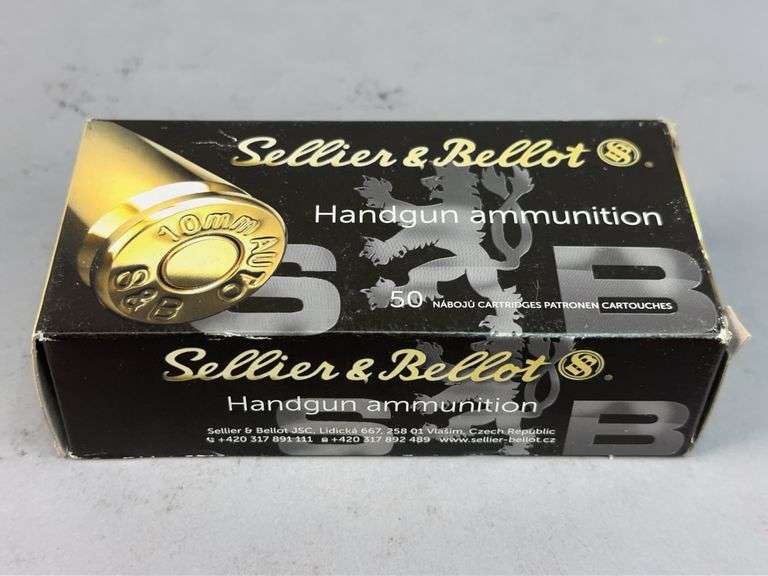 Sellier & Bellot
Handgun ammunition
10mm AUTO
S&B
S B
50 NÁBOJŮ CARTRIDGES PATRONEN CARTOUCHES
Sellier & Bellot
Handgun ammunition
Sellier & Bellot JSC, Lidická 667, 258 01 Vlašim, Czech Republic
+420 317 891 111 +420 317 892 489 www.sellier-bellot.cz
S B